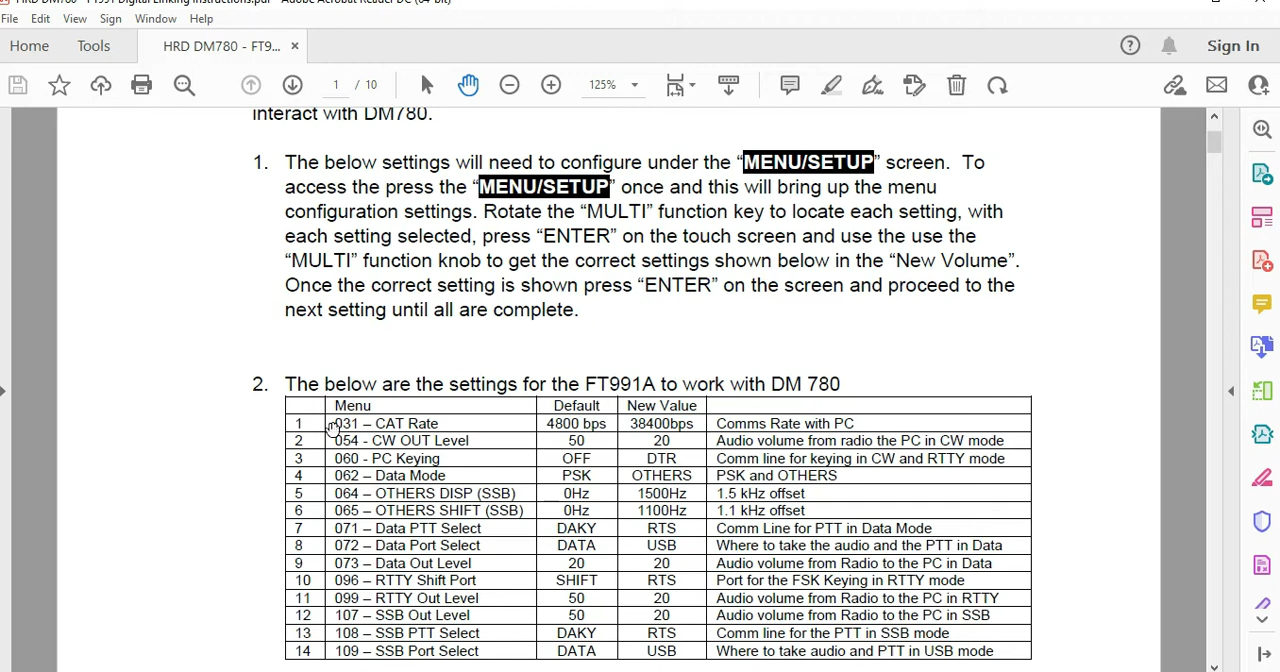 HRD DM780 - FT991 Digital Linking Instructions.pdf - Adobe Acrobat Reader DC (64-bit)
File Edit View Sign Window Help
Home Tools HRD DM780 - FT9... × Sign In
1 / 10 125%
interact with DM780.
1. The below settings will need to configure under the “MENU/SETUP” screen. To
access the press the “MENU/SETUP” once and this will bring up the menu
configuration settings. Rotate the “MULTI” function key to locate each setting, with
each setting selected, press “ENTER” on the touch screen and use the use the
“MULTI” function knob to get the correct settings shown below in the “New Volume”.
Once the correct setting is shown press “ENTER” on the screen and proceed to the
next setting until all are complete.
2. The below are the settings for the FT991A to work with DM 780
Menu Default New Value
1 031 – CAT Rate 4800 bps 38400bps Comms Rate with PC
2 054 - CW OUT Level 50 20 Audio volume from radio the PC in CW mode
3 060 - PC Keying OFF DTR Comm line for keying in CW and RTTY mode
4 062 – Data Mode PSK OTHERS PSK and OTHERS
5 064 – OTHERS DISP (SSB) 0Hz 1500Hz 1.5 kHz offset
6 065 – OTHERS SHIFT (SSB) 0Hz 1100Hz 1.1 kHz offset
7 071 – Data PTT Select DAKY RTS Comm Line for PTT in Data Mode
8 072 – Data Port Select DATA USB Where to take the audio and the PTT in Data
9 073 – Data Out Level 20 20 Audio volume from Radio to the PC in Data
10 096 – RTTY Shift Port SHIFT RTS Port for the FSK Keying in RTTY mode
11 099 – RTTY Out Level 50 20 Audio volume from Radio to the PC in RTTY
12 107 – SSB Out Level 50 20 Audio volume from Radio to the PC in SSB
13 108 – SSB PTT Select DAKY RTS Comm line for the PTT in SSB mode
14 109 – SSB Port Select DATA USB Where to take audio and PTT in USB mode